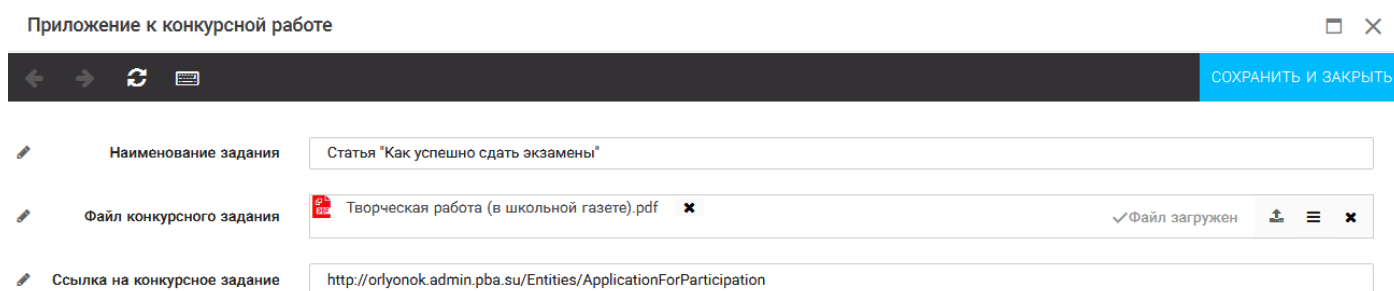 Приложение к конкурсной работе
СОХРАНИТЬ И ЗАКРЫТЬ
Наименование задания Статья "Как успешно сдать экзамены"
Файл конкурсного задания Творческая работа (в школьной газете).pdf Файл загружен
Ссылка на конкурсное задание http://orlyonok.admin.pba.su/Entities/ApplicationForParticipation